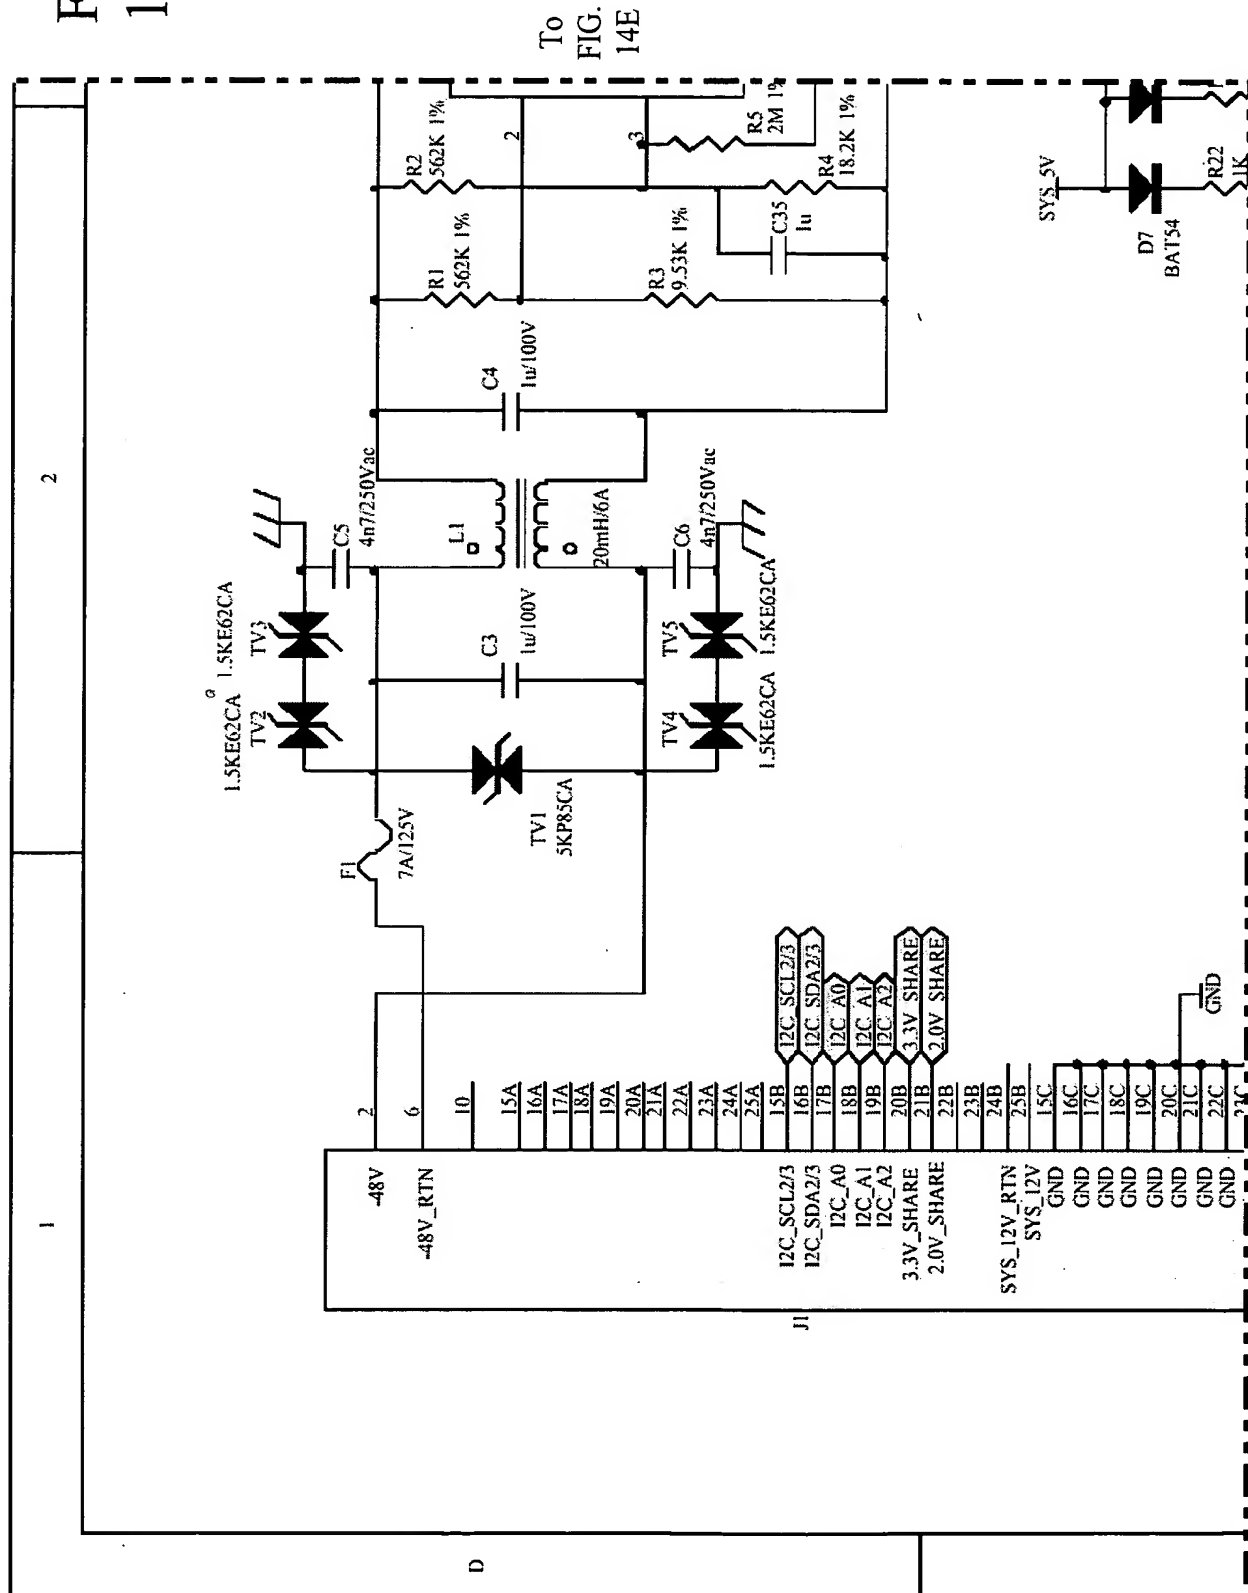 To
FIG.
14E
1
2
D
R2
562K 1%
R1
562K 1%
2
3
R5
2M 1%
R4
18.2K 1%
R3
9.53K 1%
C35
1u
C4
1u/100V
SYS_5V
D7
BAT54
R22
1K
C5
4n7/250Vac
L1
20mH/6A
C6
4n7/250Vac
1.5KE62CA
TV3
1.5KE62CA
TV2
C3
1u/100V
TV5
1.5KE62CA
TV4
1.5KE62CA
TV1
5KP85CA
F1
7A/125V
I2C_SCL2/3
I2C_SDA2/3
I2C_A0
I2C_A1
I2C_A2
3.3V_SHARE
2.0V_SHARE
GND
2
6
10
15A
16A
17A
18A
19A
20A
21A
22A
23A
24A
25A
15B
16B
17B
18B
19B
20B
21B
22B
23B
24B
25B
15C
16C
17C
18C
19C
20C
21C
22C
23C
-48V
-48V_RTN
I2C_SCL2/3
I2C_SDA2/3
I2C_A0
I2C_A1
I2C_A2
3.3V_SHARE
2.0V_SHARE
SYS_12V_RTN
SYS_12V
GND
GND
GND
GND
GND
GND
GND
GND
J1